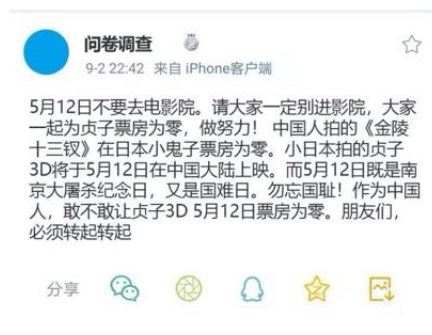 问卷调查
9-2 22:42 来自 iPhone客户端
5月12日不要去电影院。请大家一定别进影院，大家
一起为贞子票房为零，做努力！ 中国人拍的《金陵
十三钗》在日本小鬼子票房为零。小日本拍的贞子
3D将于5月12日在中国大陆上映。而5月12日既是南
京大屠杀纪念日，又是国难日。勿忘国耻！作为中国
人，敢不敢让贞子3D 5月12日票房为零。朋友们，
必须转起转起
分享